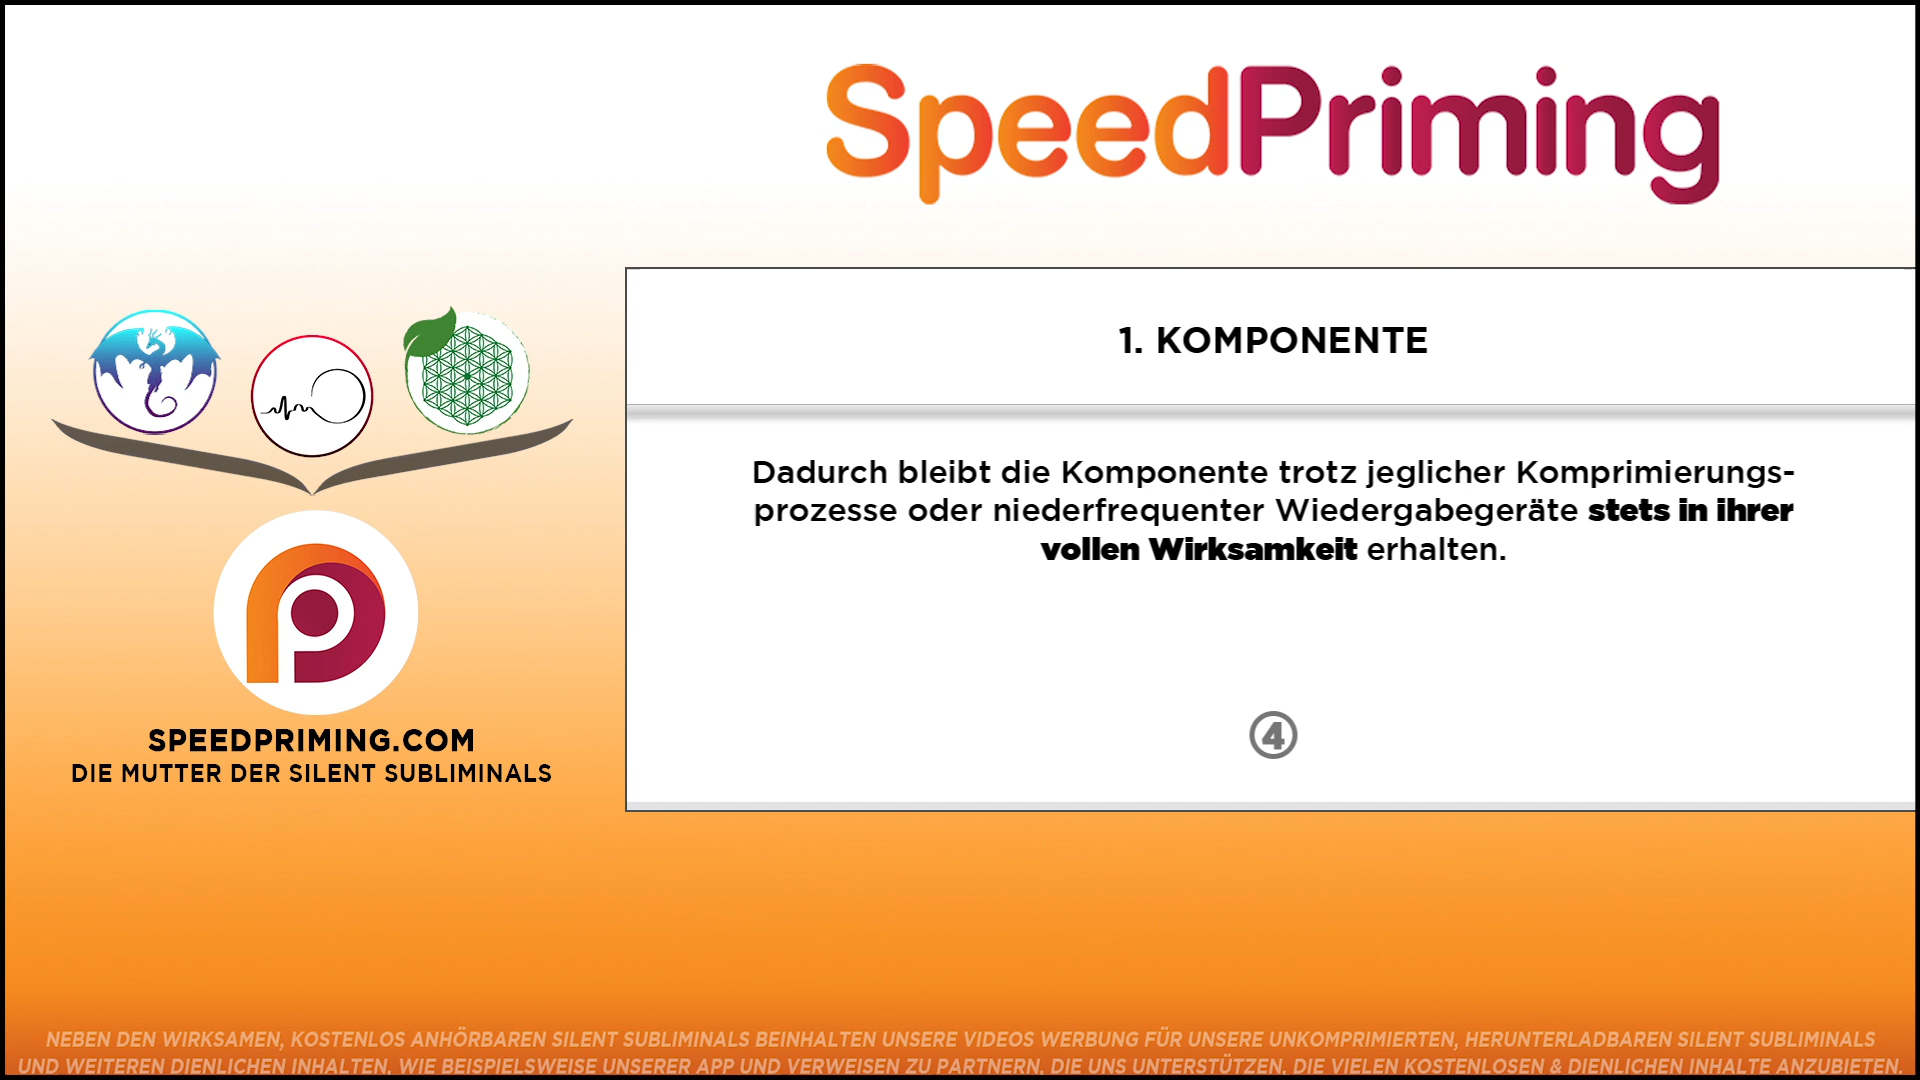 SpeedPriming
1. KOMPONENTE
Dadurch bleibt die Komponente trotz jeglicher Komprimierungs-
prozesse oder niederfrequenter Wiedergabegeräte stets in ihrer
vollen Wirksamkeit erhalten.
4
SPEEDPRIMING.COM
DIE MUTTER DER SILENT SUBLIMINALS
NEBEN DEN WIRKSAMEN, KOSTENLOS ANHÖRBAREN SILENT SUBLIMINALS BEINHALTEN UNSERE VIDEOS WERBUNG FÜR UNSERE UNKOMPRIMIERTEN, HERUNTERLADBAREN SILENT SUBLIMINALS
UND WEITEREN DIENLICHEN INHALTEN, WIE BEISPIELSWEISE UNSERER APP UND VERWEISEN ZU PARTNERN, DIE UNS UNTERSTÜTZEN, DIE VIELEN KOSTENLOSEN & DIENLICHEN INHALTE ANZUBIETEN.